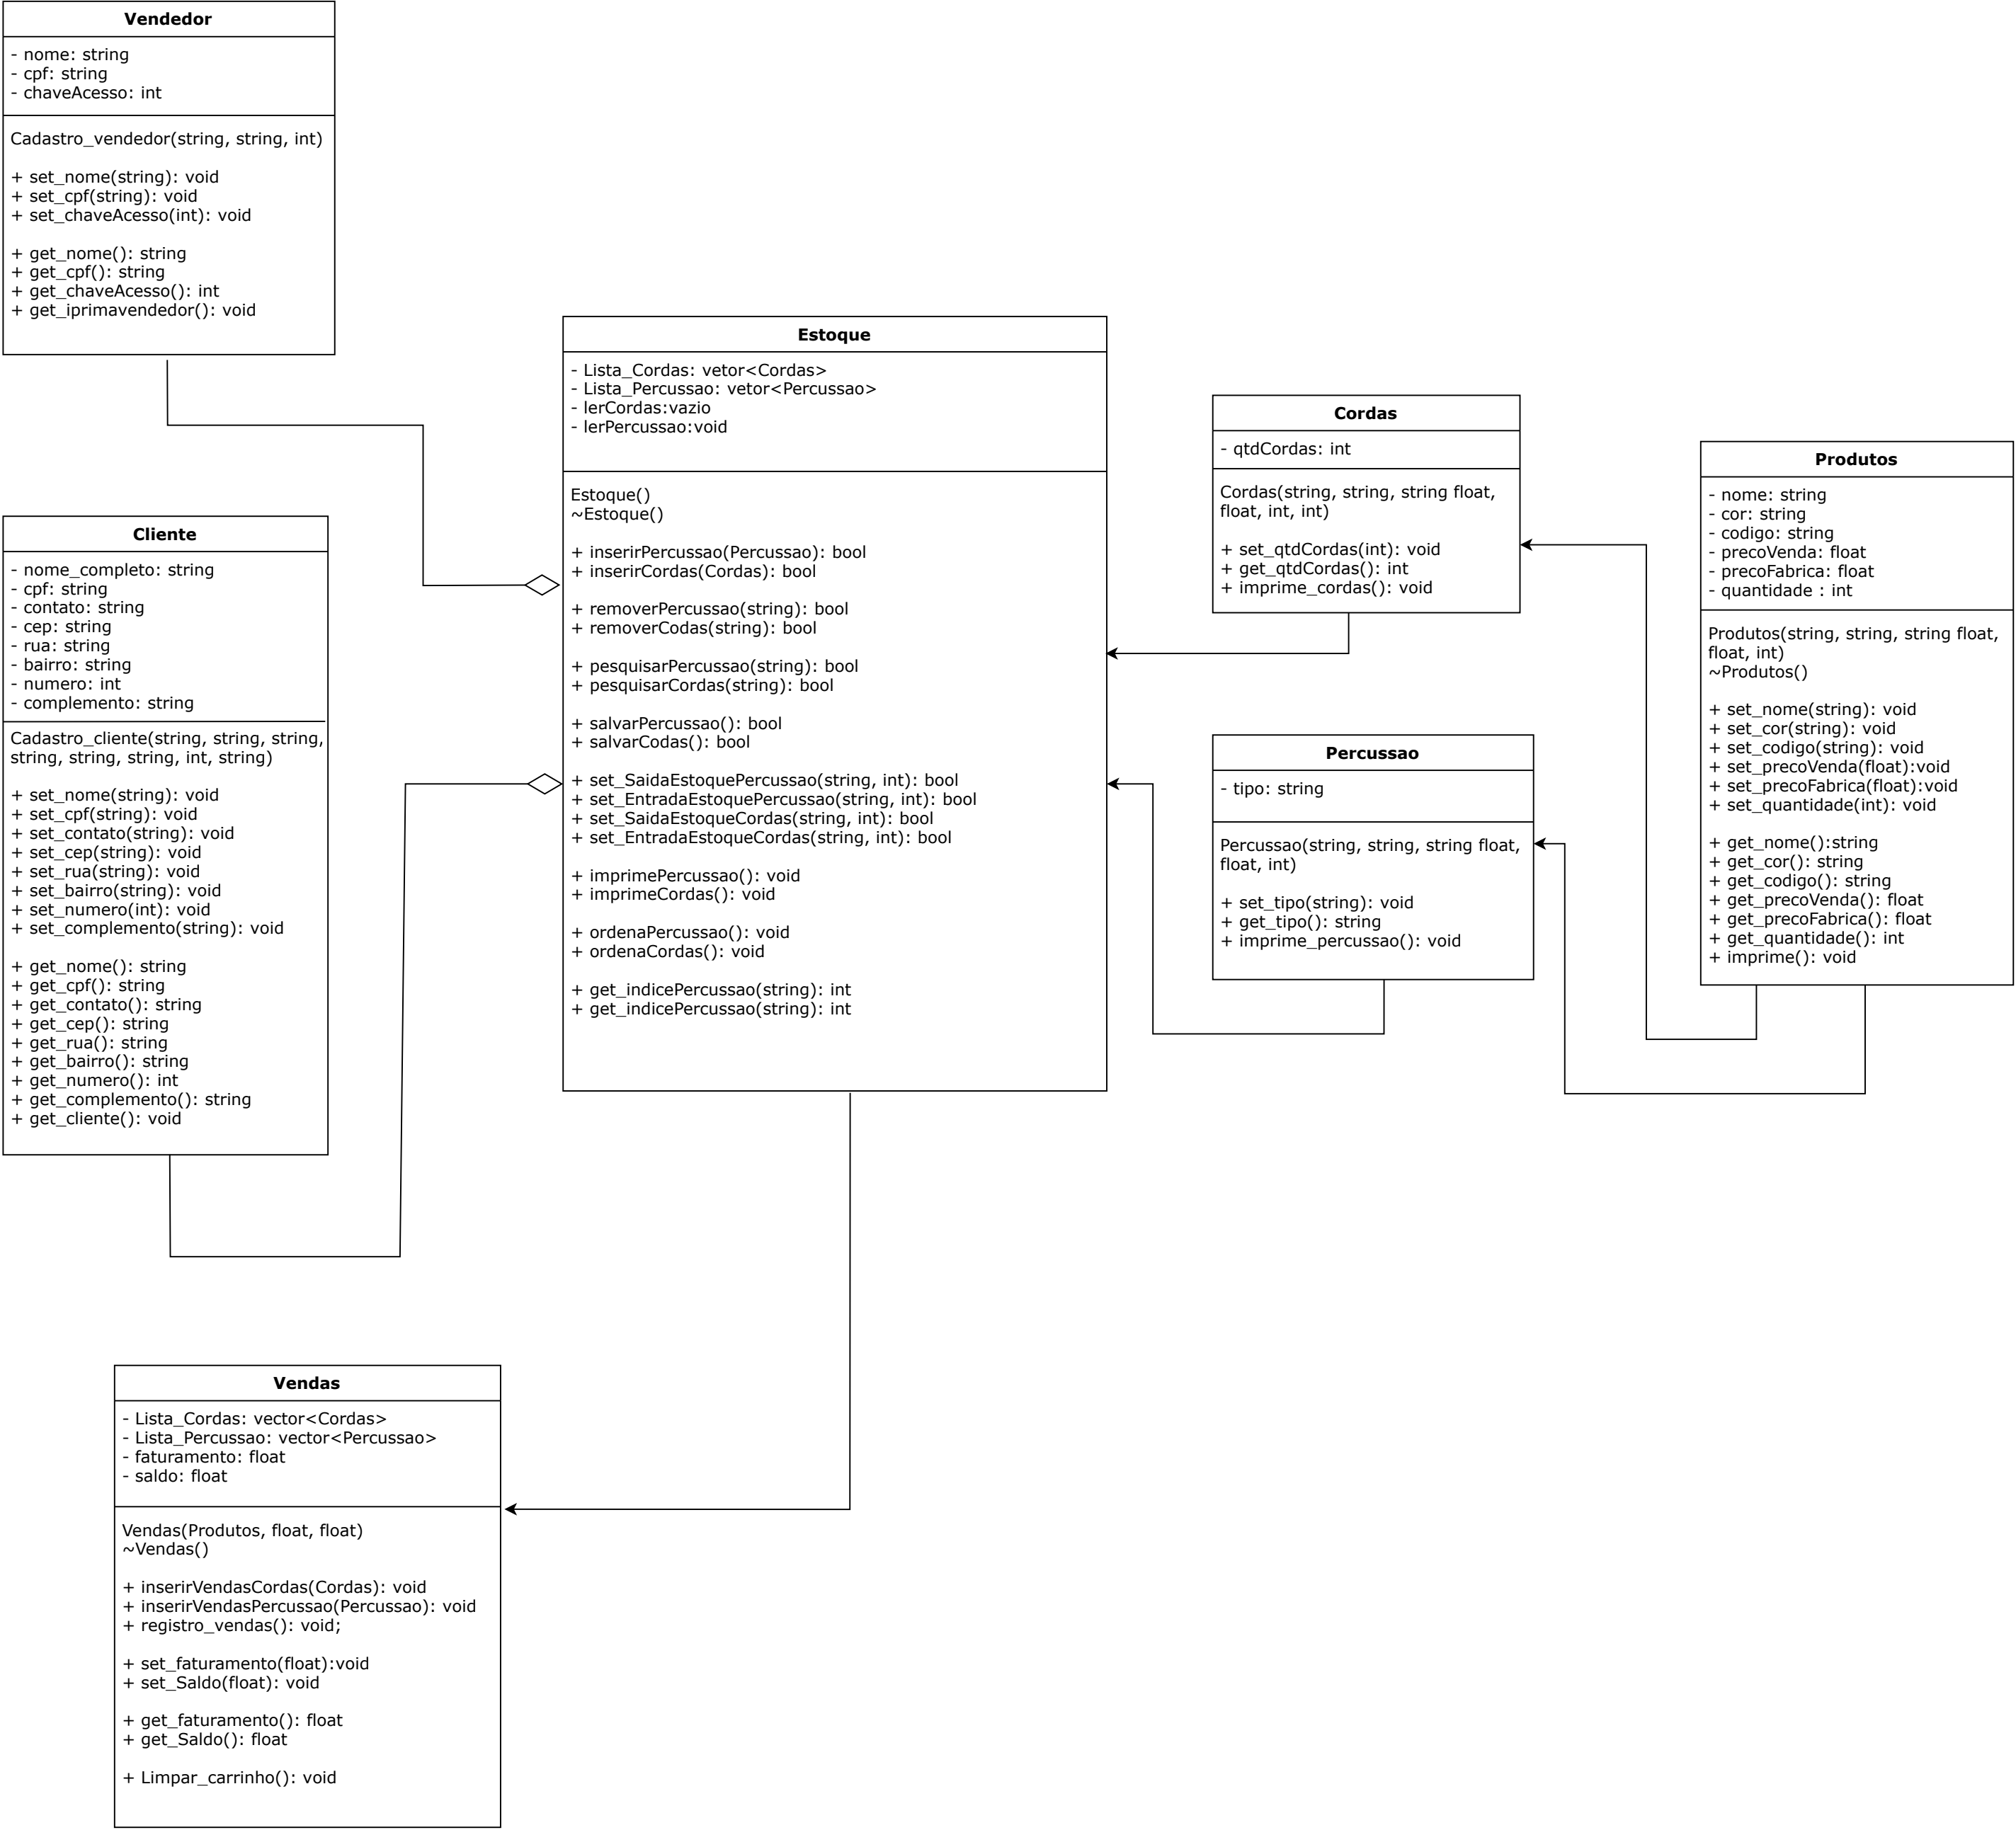 Vendedor
- nome: string
- cpf: string
- chaveAcesso: int
Cadastro_vendedor(string, string, int)
+ set_nome(string): void
+ set_cpf(string): void
+ set_chaveAcesso(int): void
+ get_nome(): string
+ get_cpf(): string
+ get_chaveAcesso(): int
+ get_iprimavendedor(): void
Cliente
- nome_completo: string
- cpf: string
- contato: string
- cep: string
- rua: string
- bairro: string
- numero: int
- complemento: string
Cadastro_cliente(string, string, string,
string, string, string, int, string)
+ set_nome(string): void
+ set_cpf(string): void
+ set_contato(string): void
+ set_cep(string): void
+ set_rua(string): void
+ set_bairro(string): void
+ set_numero(int): void
+ set_complemento(string): void
+ get_nome(): string
+ get_cpf(): string
+ get_contato(): string
+ get_cep(): string
+ get_rua(): string
+ get_bairro(): string
+ get_numero(): int
+ get_complemento(): string
+ get_cliente(): void
Estoque
- Lista_Cordas: vetor<Cordas>
- Lista_Percussao: vetor<Percussao>
- lerCordas:vazio
- lerPercussao:void
Estoque()
~Estoque()
+ inserirPercussao(Percussao): bool
+ inserirCordas(Cordas): bool
+ removerPercussao(string): bool
+ removerCodas(string): bool
+ pesquisarPercussao(string): bool
+ pesquisarCordas(string): bool
+ salvarPercussao(): bool
+ salvarCodas(): bool
+ set_SaidaEstoquePercussao(string, int): bool
+ set_EntradaEstoquePercussao(string, int): bool
+ set_SaidaEstoqueCordas(string, int): bool
+ set_EntradaEstoqueCordas(string, int): bool
+ imprimePercussao(): void
+ imprimeCordas(): void
+ ordenaPercussao(): void
+ ordenaCordas(): void
+ get_indicePercussao(string): int
+ get_indicePercussao(string): int
Cordas
- qtdCordas: int
Cordas(string, string, string float,
float, int, int)
+ set_qtdCordas(int): void
+ get_qtdCordas(): int
+ imprime_cordas(): void
Percussao
- tipo: string
Percussao(string, string, string float,
float, int)
+ set_tipo(string): void
+ get_tipo(): string
+ imprime_percussao(): void
Produtos
- nome: string
- cor: string
- codigo: string
- precoVenda: float
- precoFabrica: float
- quantidade : int
Produtos(string, string, string float,
float, int)
~Produtos()
+ set_nome(string): void
+ set_cor(string): void
+ set_codigo(string): void
+ set_precoVenda(float):void
+ set_precoFabrica(float):void
+ set_quantidade(int): void
+ get_nome():string
+ get_cor(): string
+ get_codigo(): string
+ get_precoVenda(): float
+ get_precoFabrica(): float
+ get_quantidade(): int
+ imprime(): void
Vendas
- Lista_Cordas: vector<Cordas>
- Lista_Percussao: vector<Percussao>
- faturamento: float
- saldo: float
Vendas(Produtos, float, float)
~Vendas()
+ inserirVendasCordas(Cordas): void
+ inserirVendasPercussao(Percussao): void
+ registro_vendas(): void;
+ set_faturamento(float):void
+ set_Saldo(float): void
+ get_faturamento(): float
+ get_Saldo(): float
+ Limpar_carrinho(): void